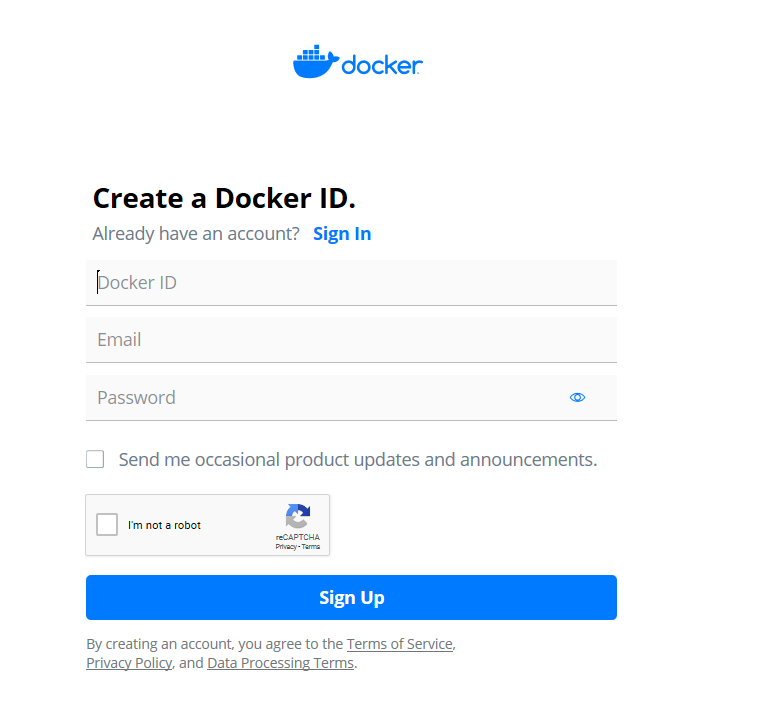 docker
Create a Docker ID.
Already have an account? Sign In
Docker ID
Email
Password
Send me occasional product updates and announcements.
I'm not a robot
reCAPTCHA
Privacy - Terms
Sign Up
By creating an account, you agree to the Terms of Service,
Privacy Policy, and Data Processing Terms.